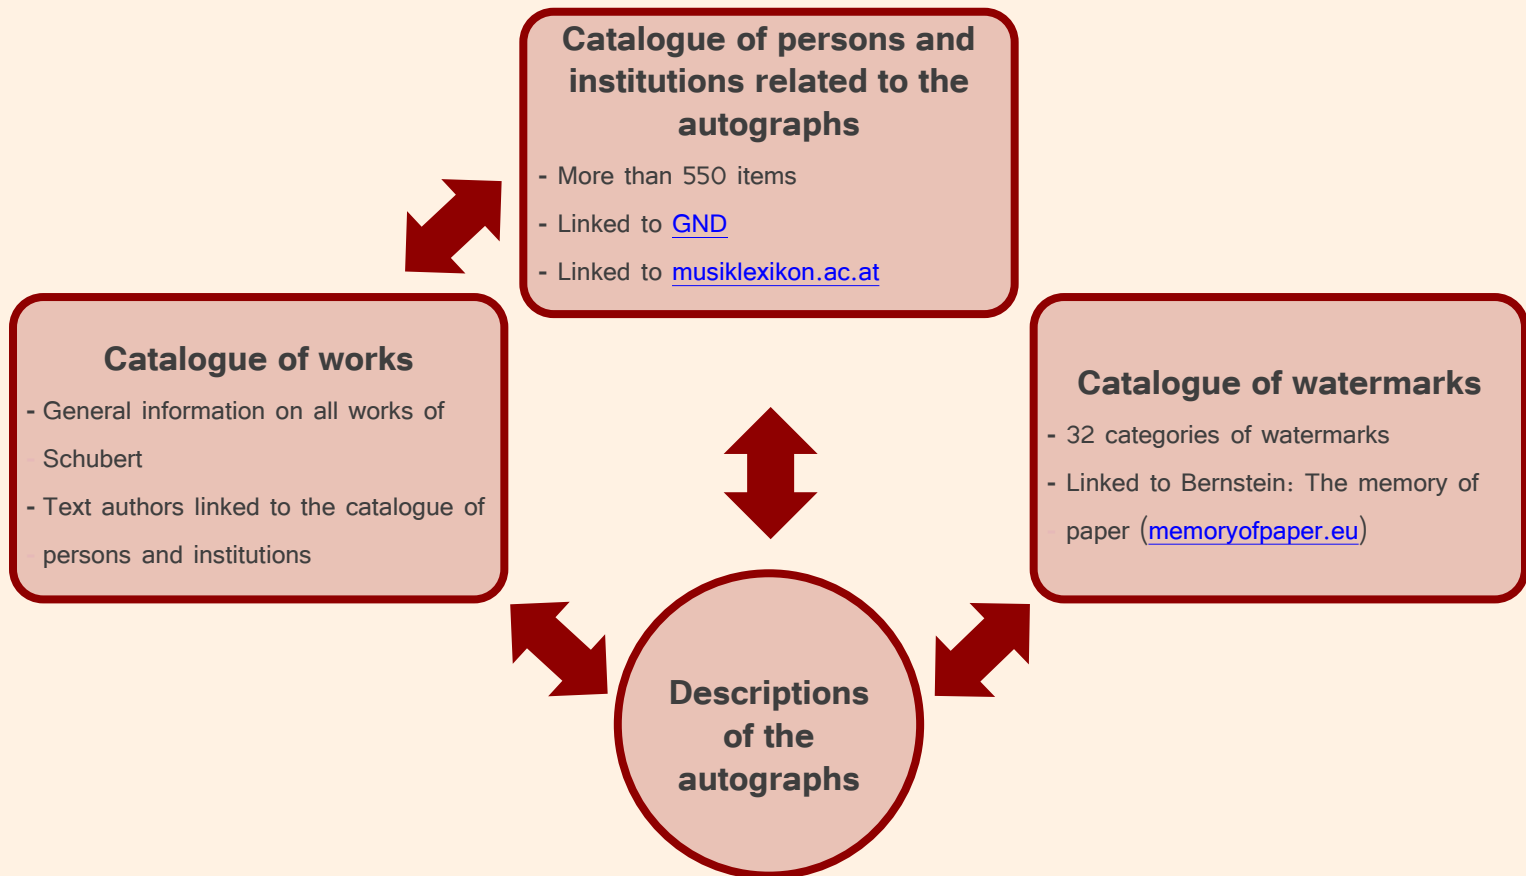 Catalogue of persons and
institutions related to the
autographs
- More than 550 items
- Linked to GND
- Linked to musiklexikon.ac.at
Catalogue of works
- General information on all works of
Schubert
- Text authors linked to the catalogue of
persons and institutions
Catalogue of watermarks
- 32 categories of watermarks
- Linked to Bernstein: The memory of
paper (memoryofpaper.eu)
Descriptions
of the
autographs